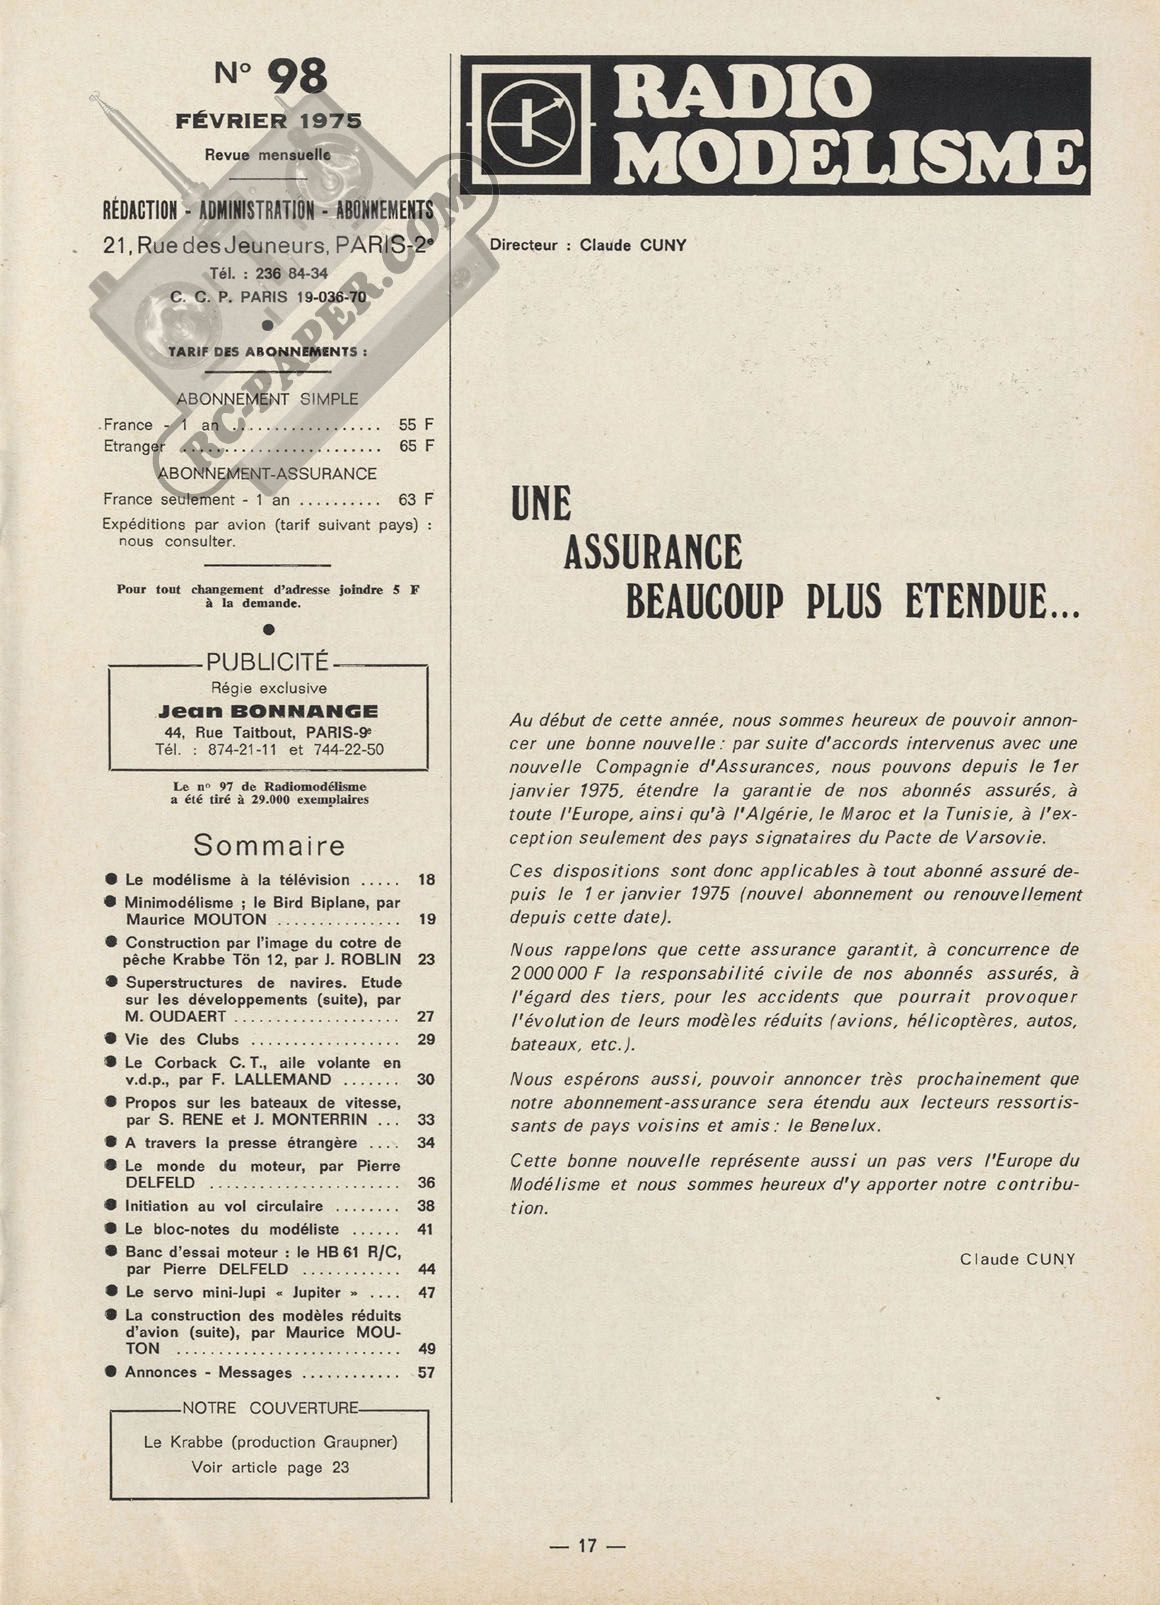 N° 98
FÉVRIER 1975
Revue mensuelle
RÉDACTION - ADMINISTRATION - ABONNEMENTS
21, Rue des Jeuneurs, PARIS-2e
Tél. : 236 84-34
C. C. P. PARIS 19-036-70
TARIF DES ABONNEMENTS :
ABONNEMENT SIMPLE
France - 1 an .................. 55 F
Etranger ........................ 65 F
ABONNEMENT-ASSURANCE
France seulement - 1 an .......... 63 F
Expéditions par avion (tarif suivant pays) :
nous consulter.
Pour tout changement d'adresse joindre 5 F
à la demande.
PUBLICITÉ
Régie exclusive
Jean BONNANGE
44, Rue Taitbout, PARIS-9e
Tél. : 874-21-11 et 744-22-50
Le n° 97 de Radiomodélisme
a été tiré à 29.000 exemplaires
Sommaire
● Le modélisme à la télévision ..... 18
● Minimodélisme ; le Bird Biplane, par
Maurice MOUTON ............... 19
● Construction par l'image du cotre de
pêche Krabbe Tön 12, par J. ROBLIN 23
● Superstructures de navires. Etude
sur les développements (suite), par
M. OUDAERT .................... 27
● Vie des Clubs .................. 29
● Le Corback C. T., aile volante en
v.d.p., par F. LALLEMAND ....... 30
● Propos sur les bateaux de vitesse,
par S. RENE et J. MONTERRIN ... 33
● A travers la presse étrangère .... 34
● Le monde du moteur, par Pierre
DELFELD ....................... 36
● Initiation au vol circulaire ........ 38
● Le bloc-notes du modéliste ...... 41
● Banc d'essai moteur : le HB 61 R/C,
par Pierre DELFELD ............ 44
● Le servo mini-Jupi « Jupiter » .... 47
● La construction des modèles réduits
d'avion (suite), par Maurice MOU-
TON ........................... 49
● Annonces - Messages ............ 57
NOTRE COUVERTURE
Le Krabbe (production Graupner)
Voir article page 23
RC-PAPER.COM
RADIO
MODELISME
Directeur : Claude CUNY
UNE
ASSURANCE
BEAUCOUP PLUS ETENDUE...
Au début de cette année, nous sommes heureux de pouvoir annon-
cer une bonne nouvelle : par suite d'accords intervenus avec une
nouvelle Compagnie d'Assurances, nous pouvons depuis le 1er
janvier 1975, étendre la garantie de nos abonnés assurés, à
toute l'Europe, ainsi qu'à l'Algérie, le Maroc et la Tunisie, à l'ex-
ception seulement des pays signataires du Pacte de Varsovie.
Ces dispositions sont donc applicables à tout abonné assuré de-
puis le 1er janvier 1975 (nouvel abonnement ou renouvellement
depuis cette date).
Nous rappelons que cette assurance garantit, à concurrence de
2 000 000 F la responsabilité civile de nos abonnés assurés, à
l'égard des tiers, pour les accidents que pourrait provoquer
l'évolution de leurs modèles réduits (avions, hélicoptères, autos,
bateaux, etc.).
Nous espérons aussi, pouvoir annoncer très prochainement que
notre abonnement-assurance sera étendu aux lecteurs ressortis-
sants de pays voisins et amis : le Benelux.
Cette bonne nouvelle représente aussi un pas vers l'Europe du
Modélisme et nous sommes heureux d'y apporter notre contribu-
tion.
Claude CUNY
— 17 —